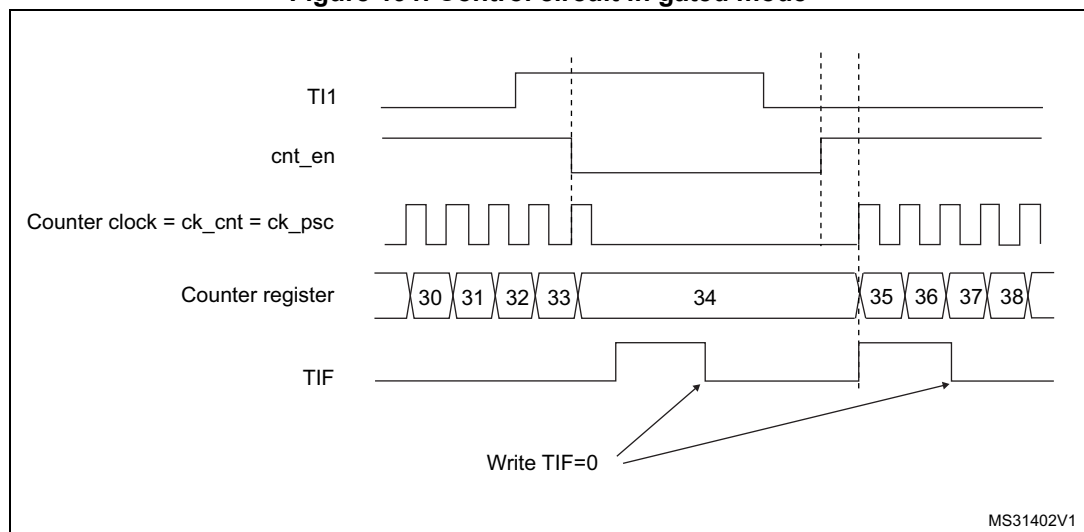 TI1
cnt_en
Counter clock = ck_cnt = ck_psc
Counter register
30 31 32 33 34 35 36 37 38
TIF
Write TIF=0
MS31402V1